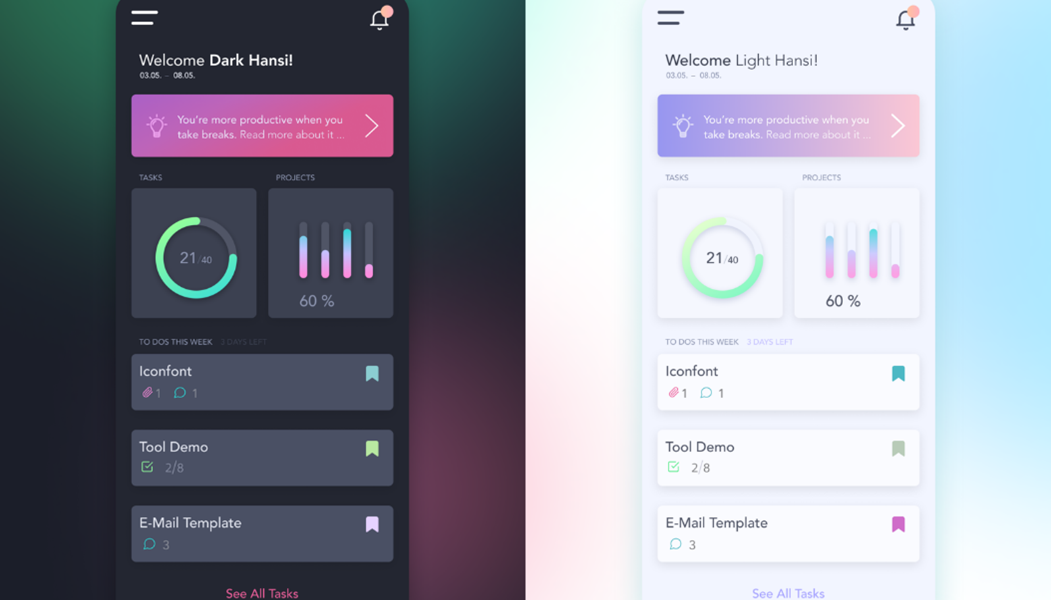 Welcome Dark Hansi!
03.05. – 08.05.
You're more productive when you
take breaks. Read more about it ...
TASKS
PROJECTS
21/40
60 %
TO DOS THIS WEEK 3 DAYS LEFT
Iconfont
1 1
Tool Demo
2/8
E-Mail Template
3
See All Tasks
Welcome Light Hansi!
03.05. – 08.05.
You're more productive when you
take breaks. Read more about it ...
TASKS
PROJECTS
21/40
60 %
TO DOS THIS WEEK 3 DAYS LEFT
Iconfont
1 1
Tool Demo
2/8
E-Mail Template
3
See All Tasks